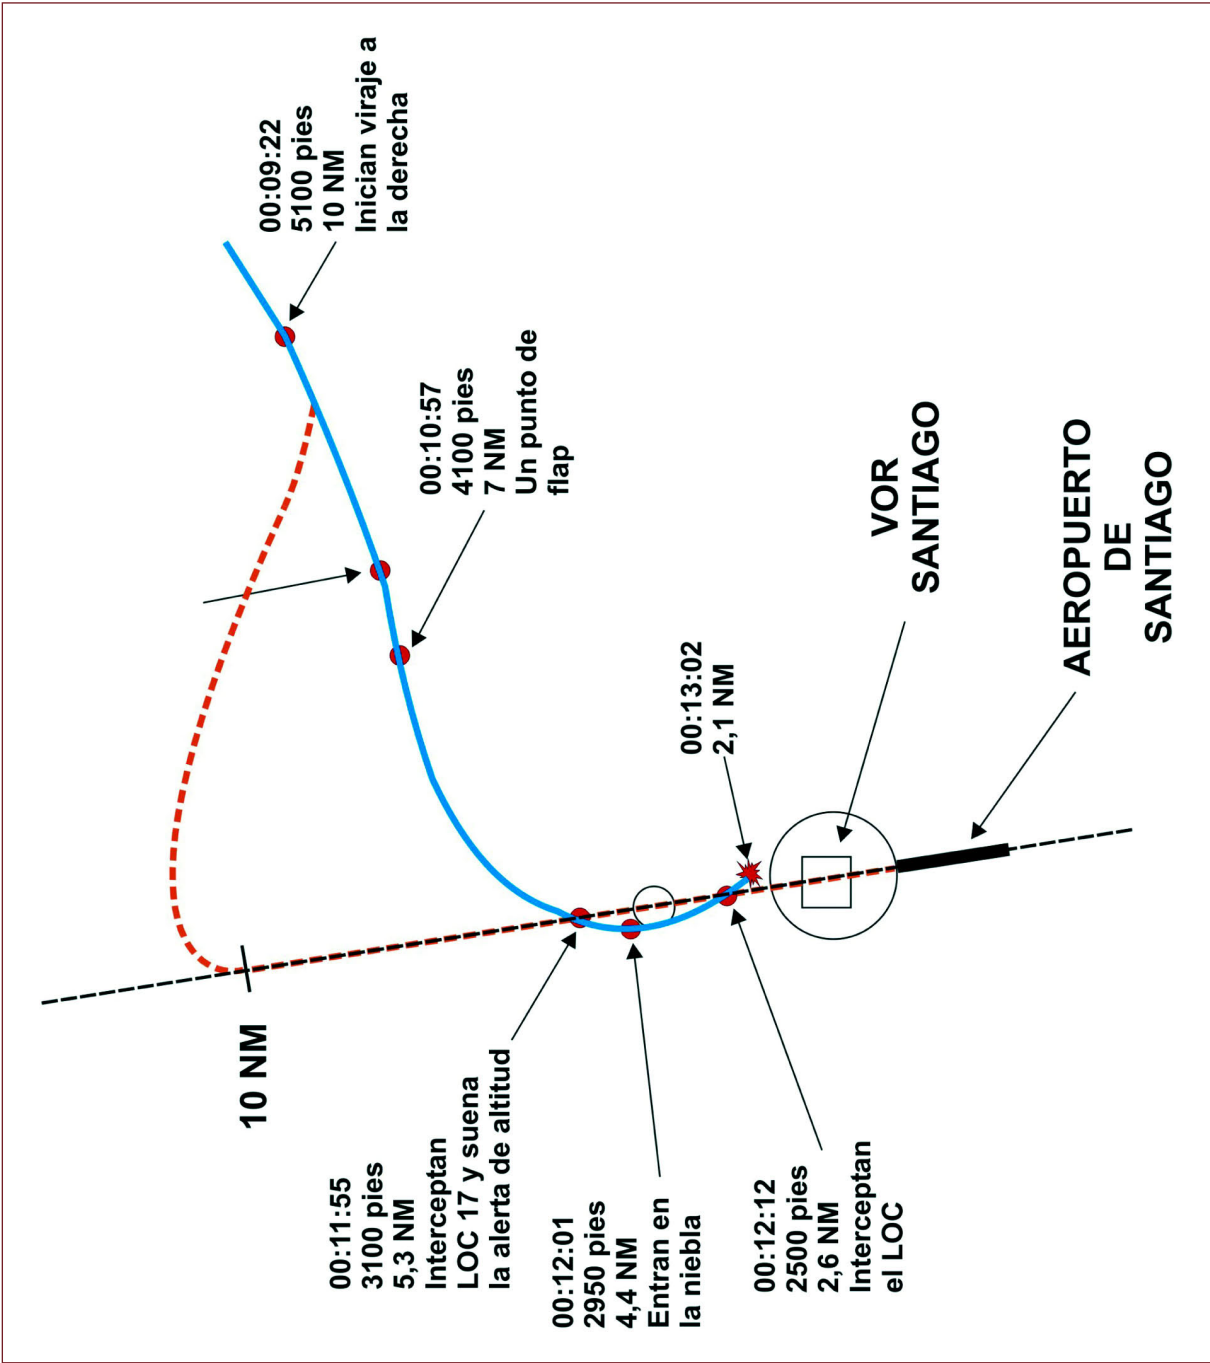 00:09:22
5100 pies
10 NM
Inician viraje a
la derecha
00:10:57
4100 pies
7 NM
Un punto de
flap
10 NM
00:11:55
3100 pies
5,3 NM
Interceptan
LOC 17 y suena
la alerta de altitud
00:12:01
2950 pies
4,4 NM
Entran en
la niebla
00:12:12
2500 pies
2,6 NM
Interceptan
el LOC
00:13:02
2,1 NM
VOR
SANTIAGO
AEROPUERTO
DE
SANTIAGO